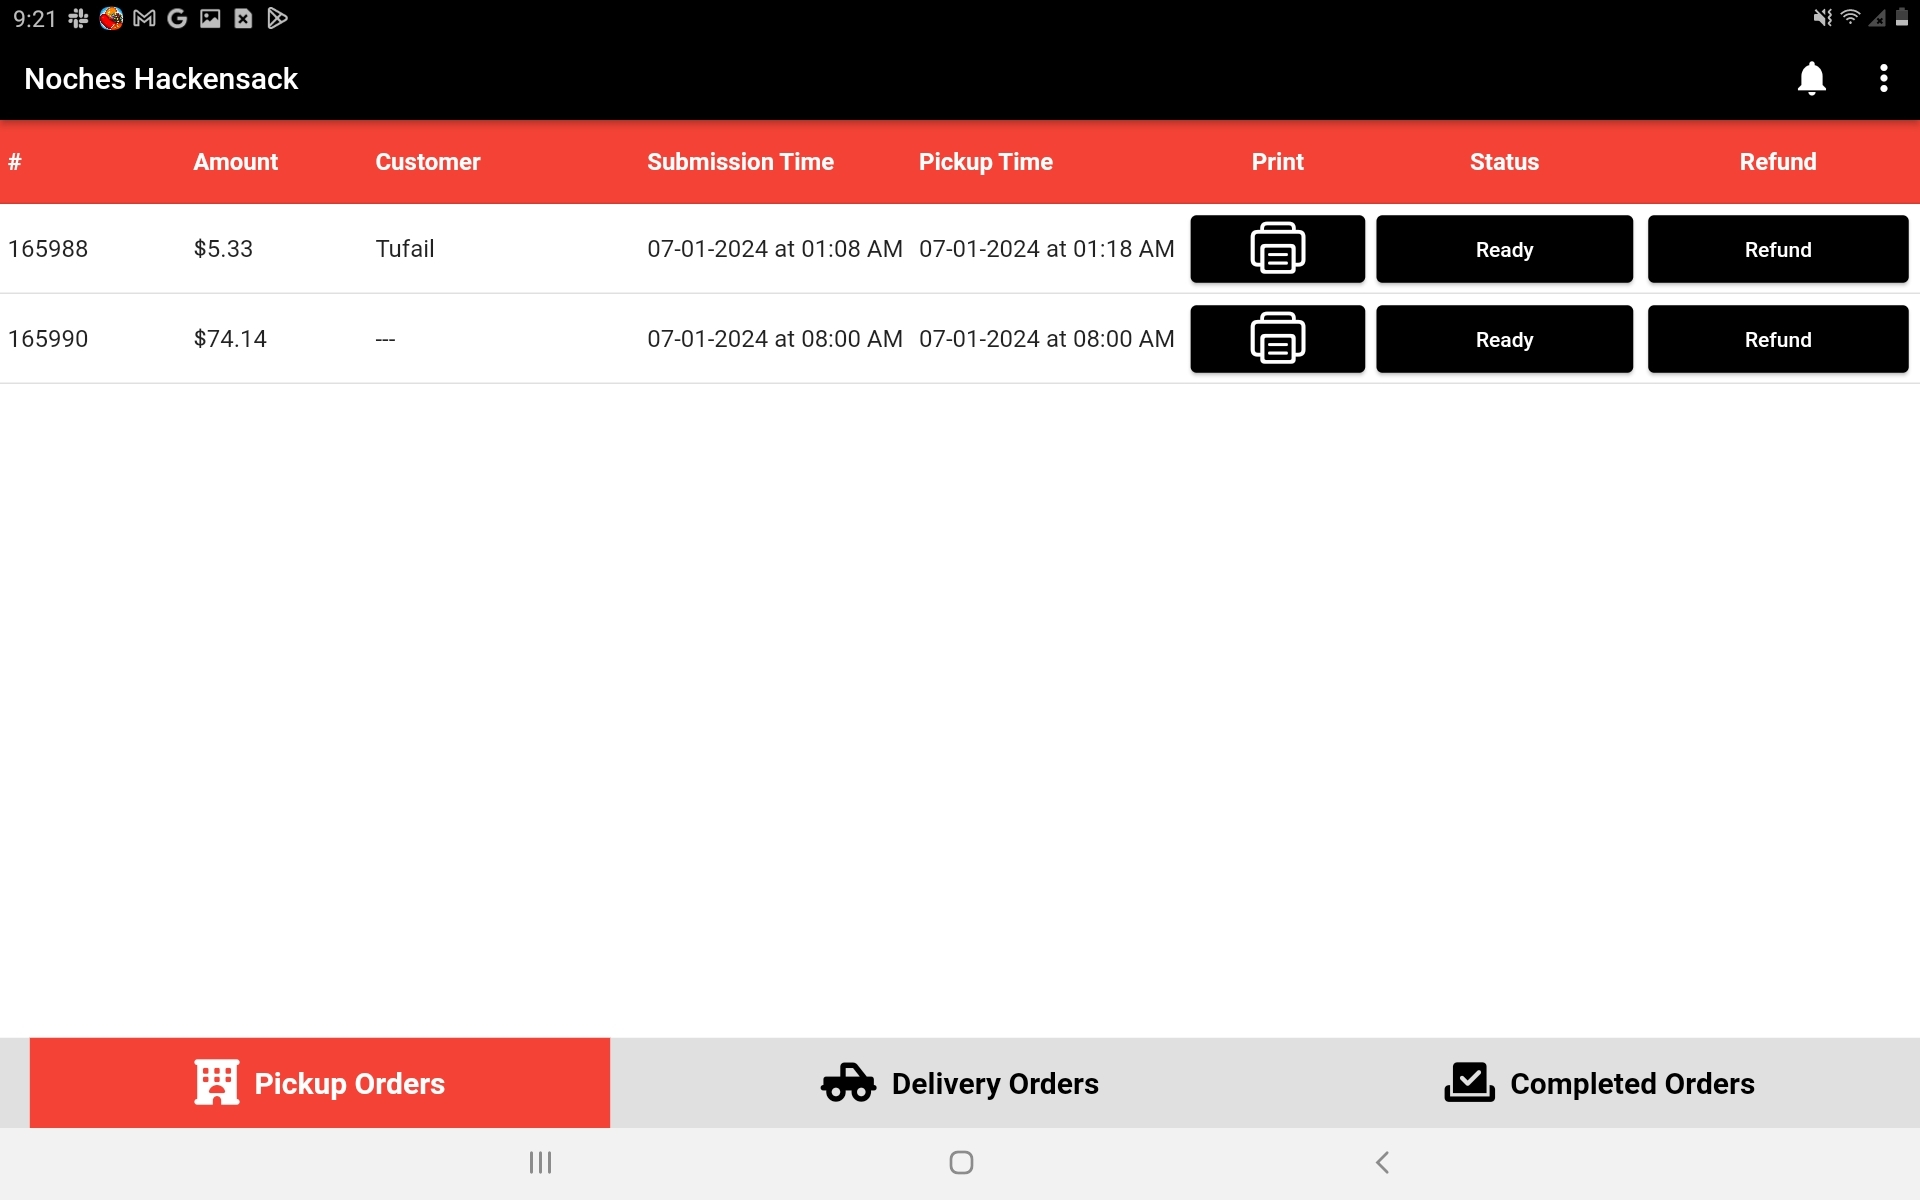 9:21
Noches Hackensack
# Amount Customer Submission Time Pickup Time Print Status Refund
165988 $5.33 Tufail 07-01-2024 at 01:08 AM 07-01-2024 at 01:18 AM Ready Refund
165990 $74.14 --- 07-01-2024 at 08:00 AM 07-01-2024 at 08:00 AM Ready Refund
Pickup Orders Delivery Orders Completed Orders